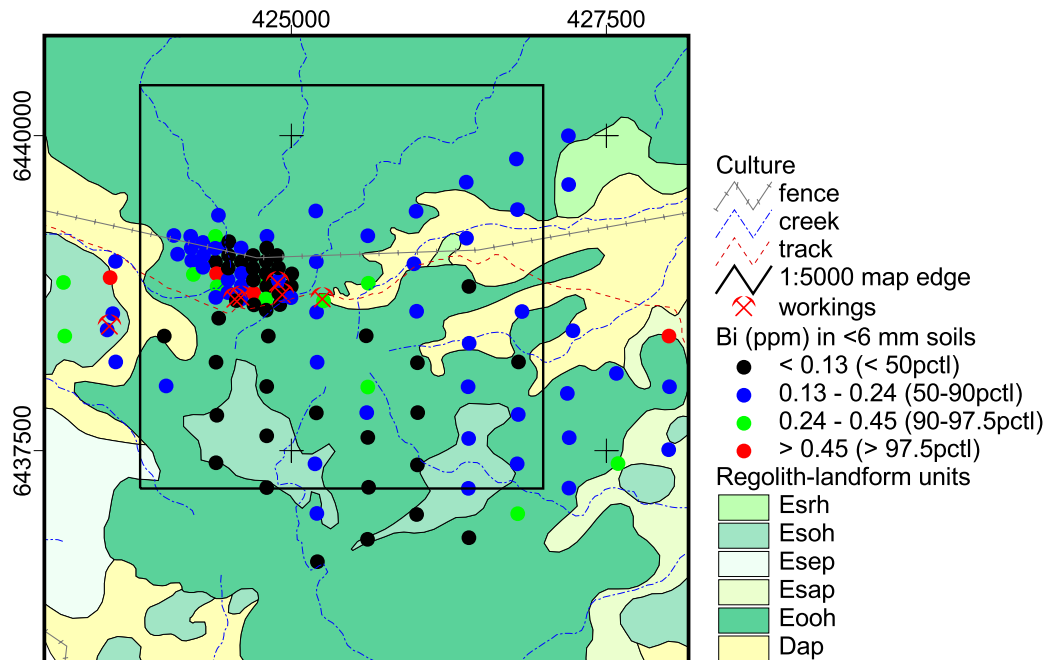 425000 427500
6440000
6437500
Culture
fence
creek
track
1:5000 map edge
workings
Bi (ppm) in <6 mm soils
< 0.13 (< 50pctl)
0.13 - 0.24 (50-90pctl)
0.24 - 0.45 (90-97.5pctl)
> 0.45 (> 97.5pctl)
Regolith-landform units
Esrh
Esoh
Esep
Esap
Eooh
Dap